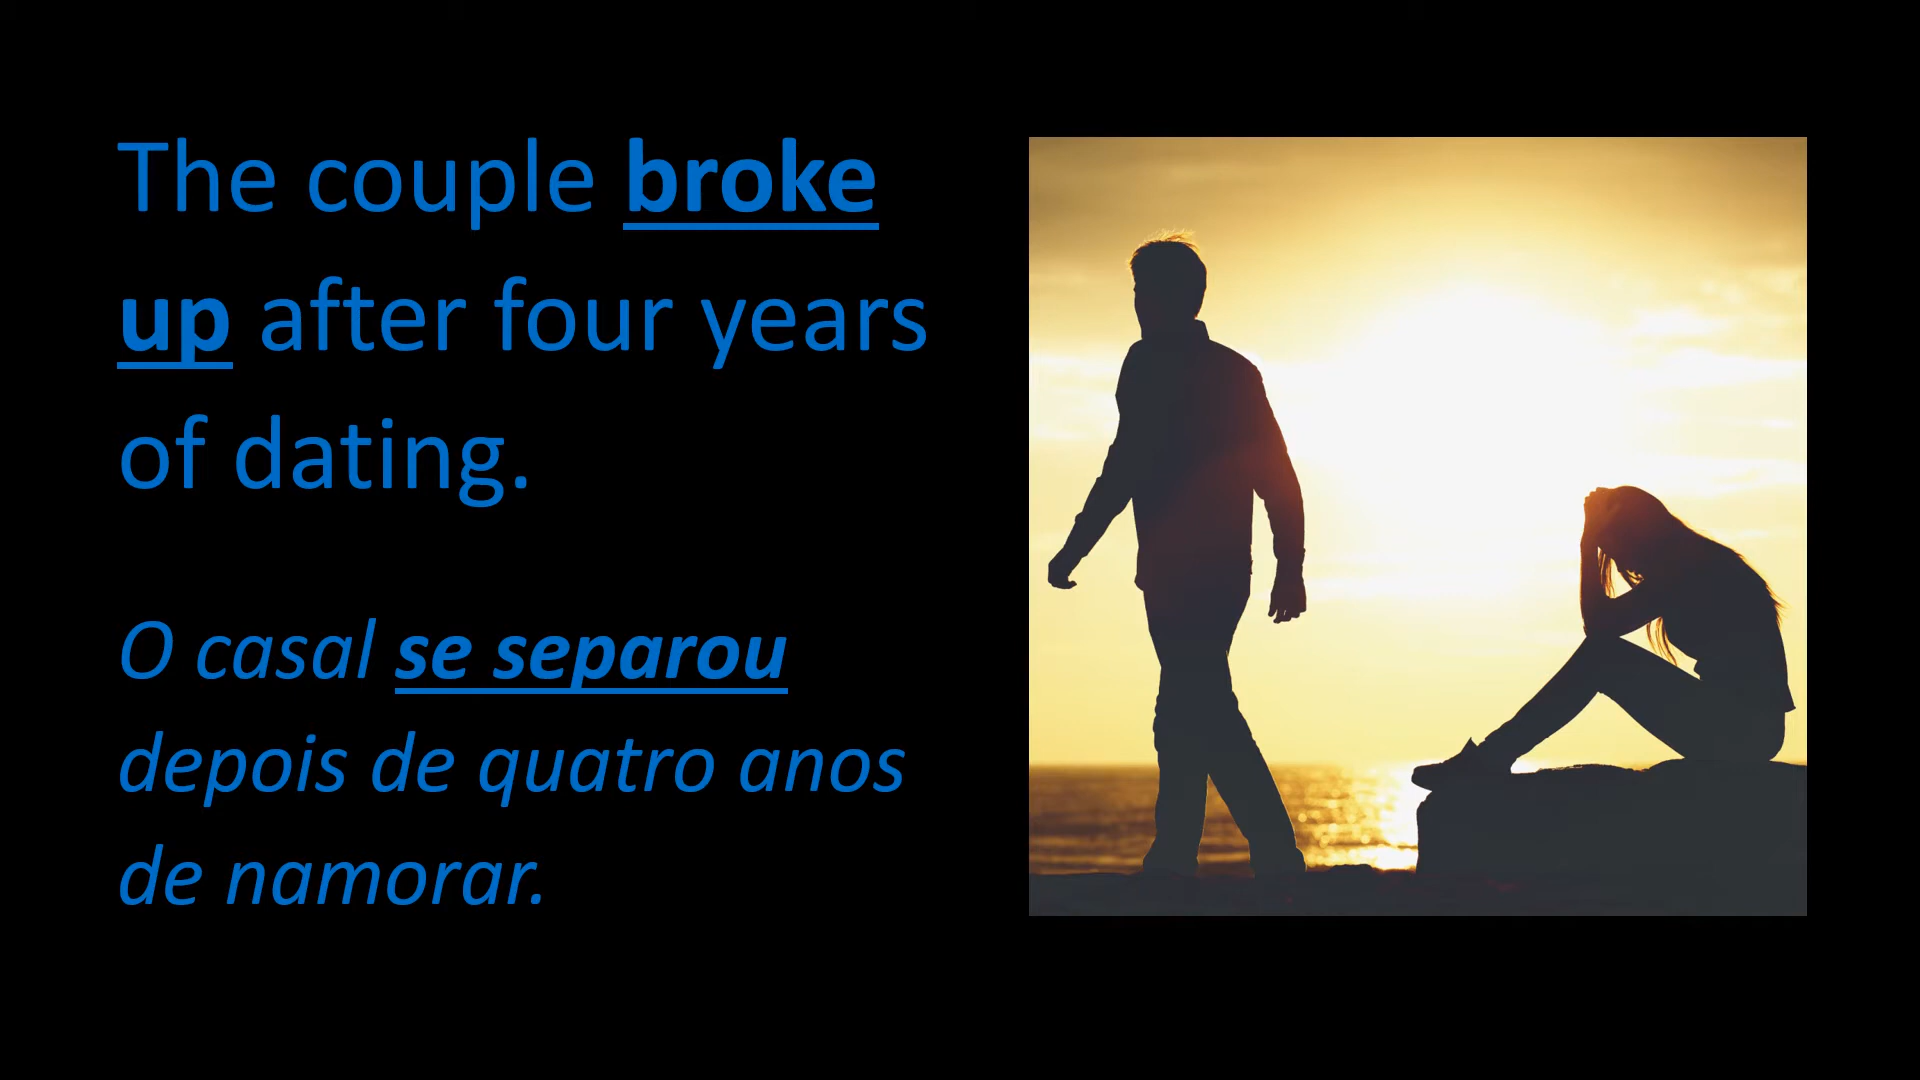 The couple broke
up after four years
of dating.
O casal se separou
depois de quatro anos
de namorar.